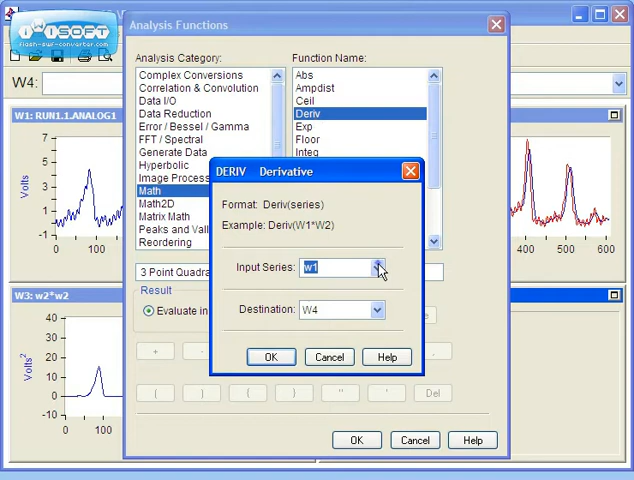 iWiSOFT
flash-swf-converter.com
Analysis Functions
W4:
Analysis Category:
Function Name:
Complex Conversions
Correlation & Convolution
Data I/O
Data Reduction
Error / Bessel / Gamma
FFT / Spectral
Generate Data
Hyperbolic
Image Process
Math
Math2D
Matrix Math
Peaks and Vall
Reordering
Abs
Ampdist
Ceil
Deriv
Exp
Floor
Integ
W1: RUN1.1.ANALOG1
7
5
3
1
-1
Volts
0
100
DERIV Derivative
Format: Deriv(series)
Example: Deriv(W1*W2)
Input Series:
w1
Destination:
W4
OK
Cancel
Help
400
500
600
3 Point Quadra
Result
Evaluate in
+
-
(
)
{
}
"
'
Del
W3: w2*w2
40
30
20
10
0
-10
Volts²
0
100
OK
Cancel
Help